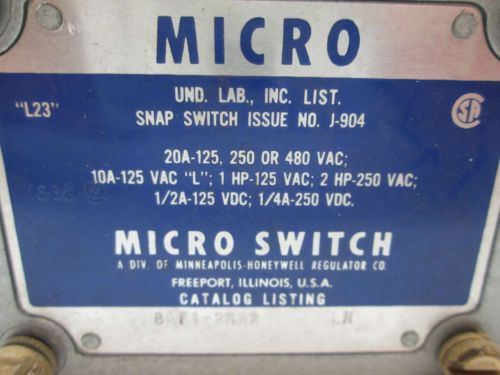 MICRO
UND. LAB., INC. LIST.
"L23" SNAP SWITCH ISSUE NO. J-904
20A-125, 250 OR 480 VAC;
10A-125 VAC "L"; 1 HP-125 VAC; 2 HP-250 VAC;
1/2A-125 VDC; 1/4A-250 VDC.
MICRO SWITCH
A DIV. OF MINNEAPOLIS-HONEYWELL REGULATOR CO.
FREEPORT, ILLINOIS, U.S.A.
CATALOG LISTING